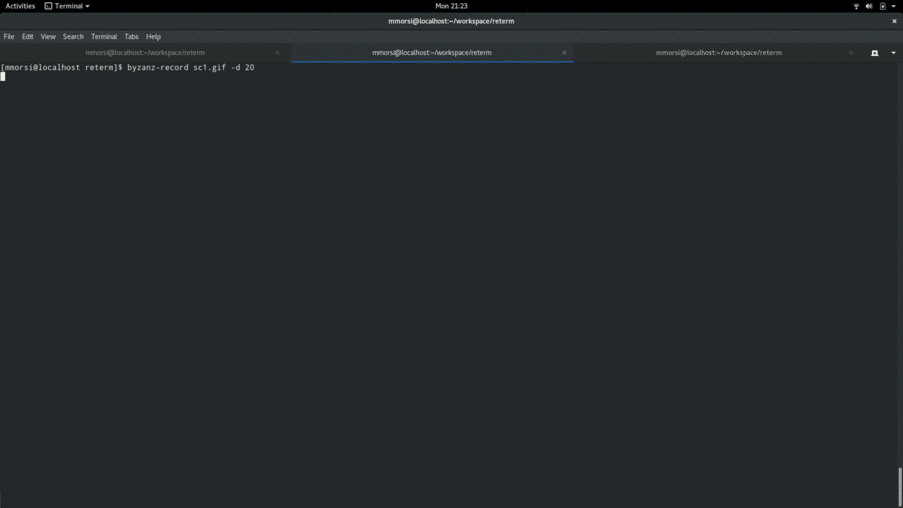 Activities Terminal Mon 21:23
mmorsi@localhost:~/workspace/reterm
File Edit View Search Terminal Tabs Help
mmorsi@localhost:~/workspace/reterm mmorsi@localhost:~/workspace/reterm mmorsi@localhost:~/workspace/reterm
[mmorsi@localhost reterm]$ byzanz-record sc1.gif -d 20